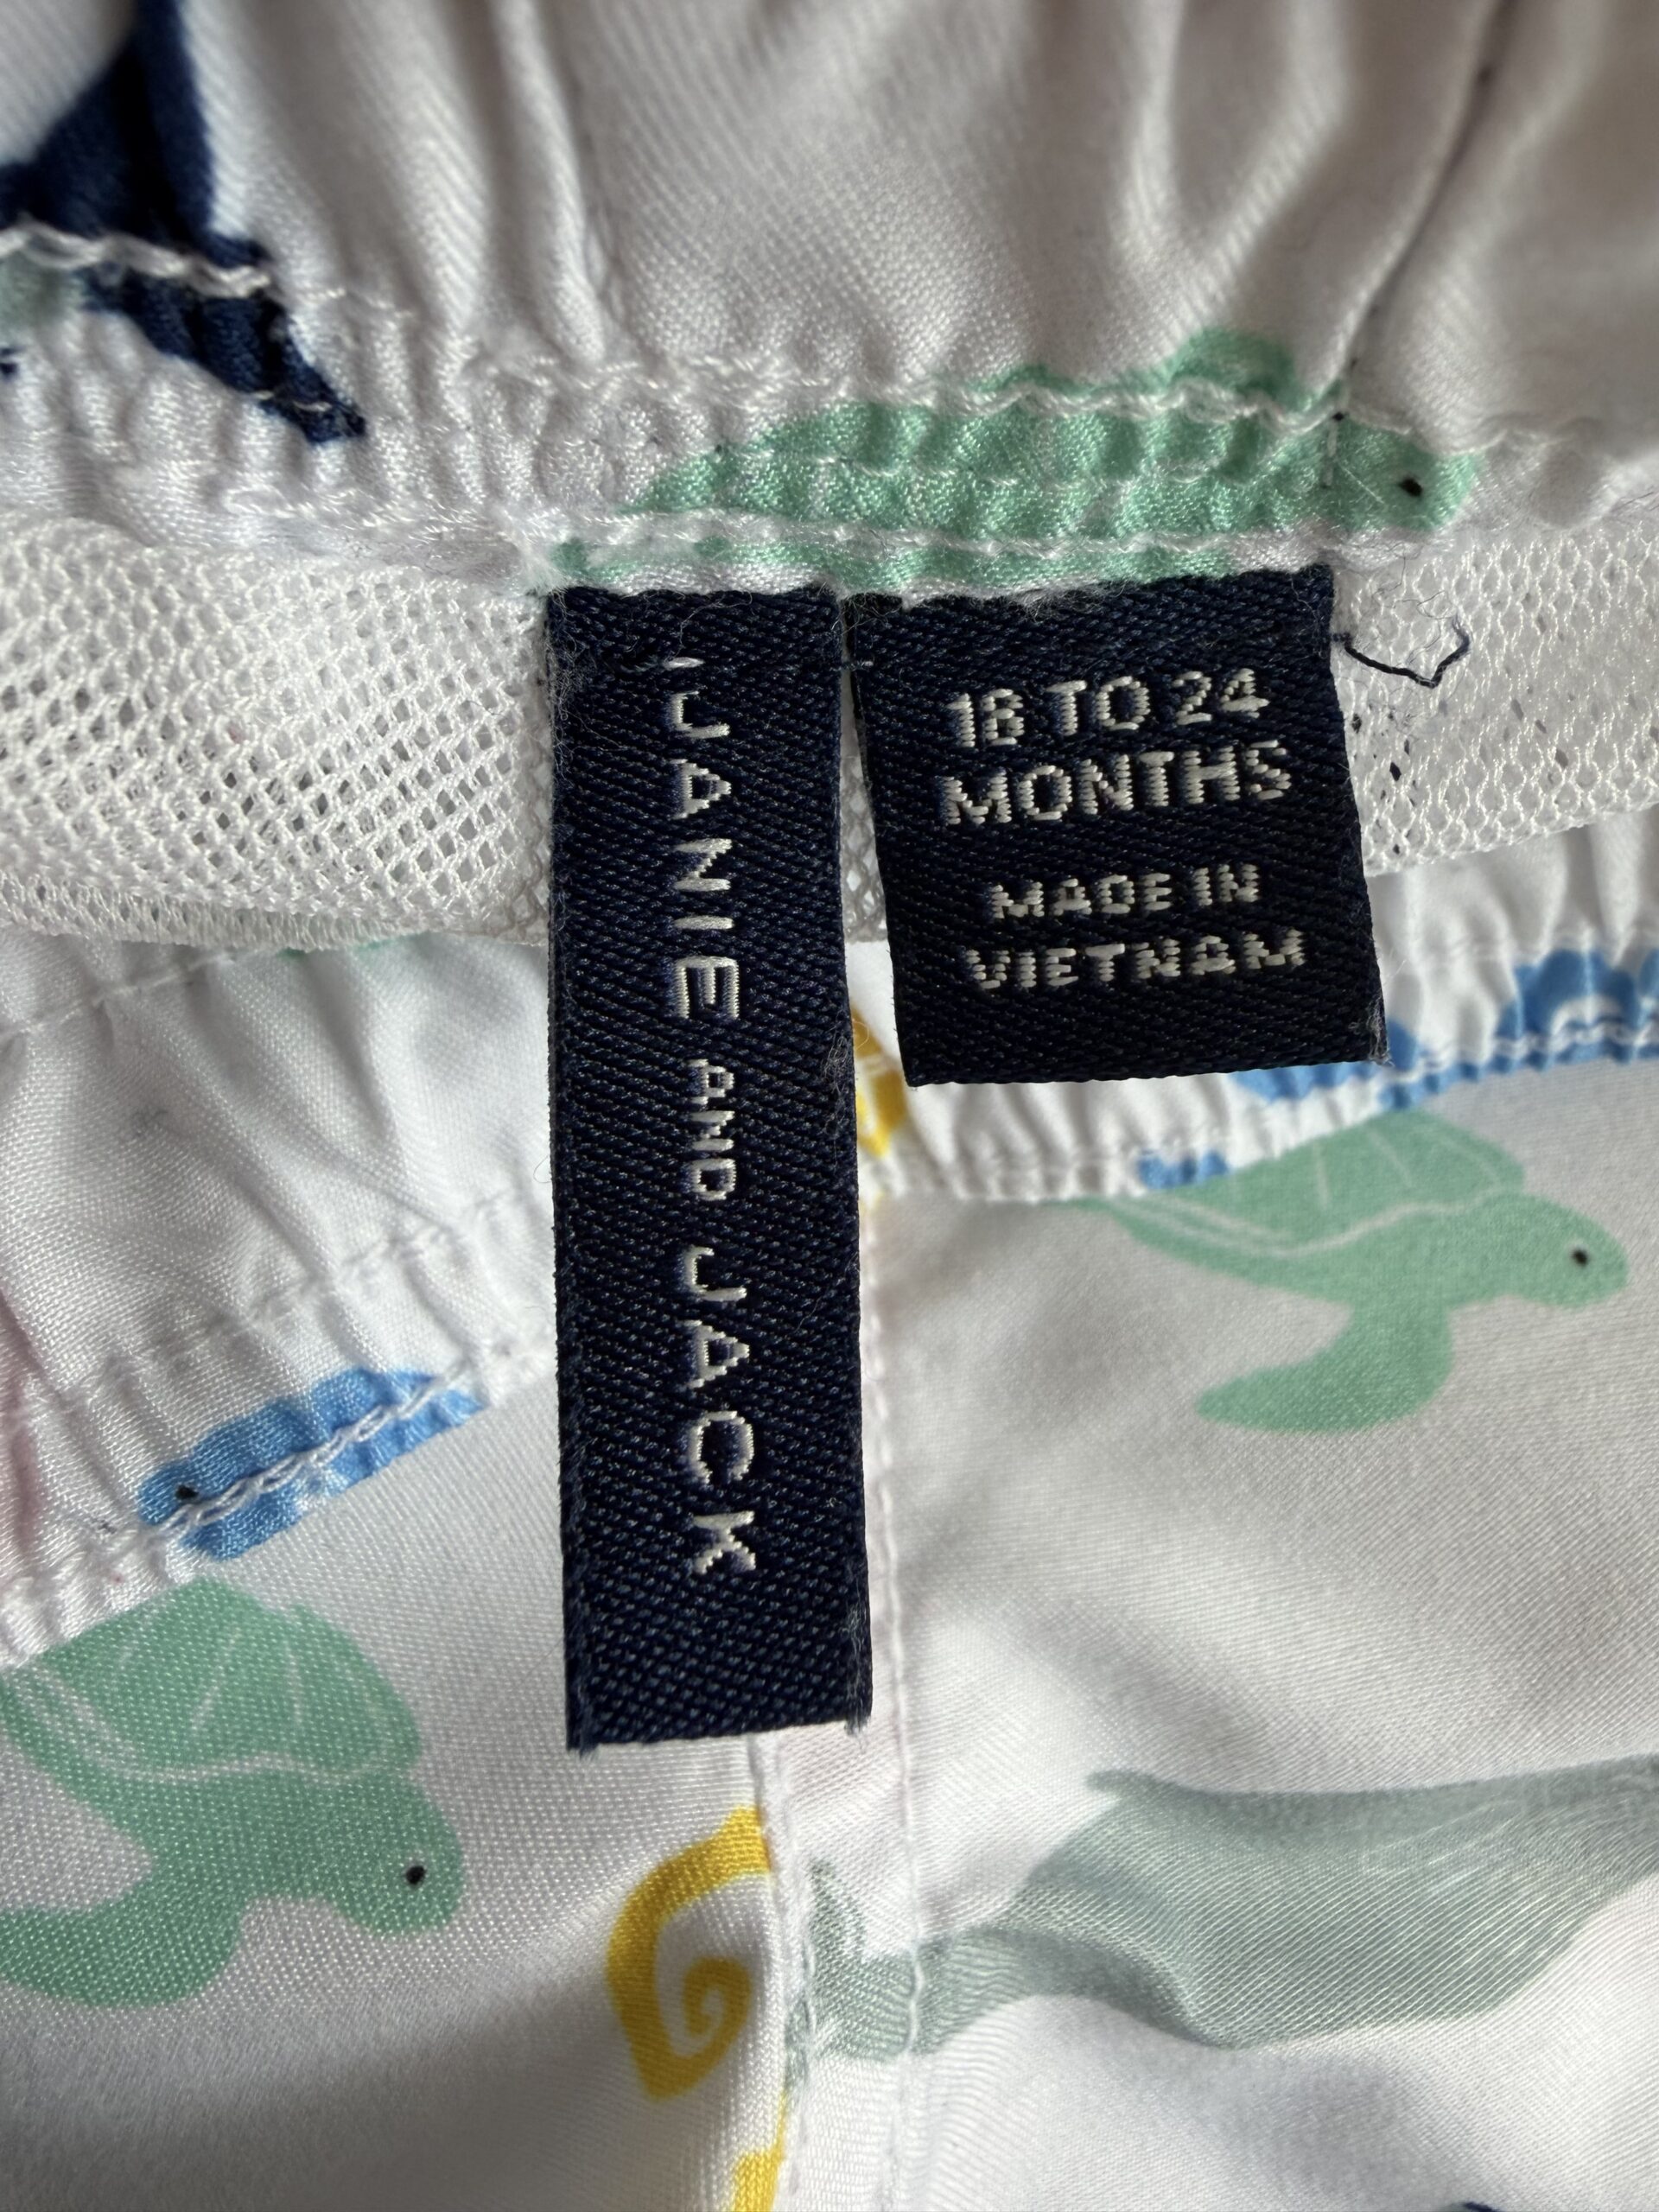 JANIE AND JACK
18 TO 24
MONTHS
MADE IN
VIETNAM